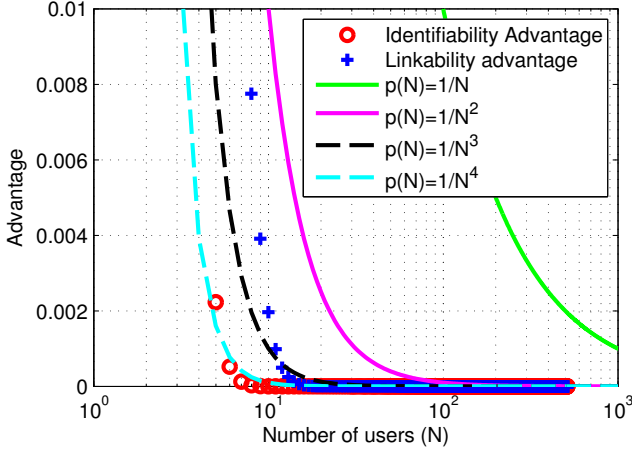 0.01
0.008
0.006
0.004
0.002
0
Advantage
Identifiability Advantage
Linkability advantage
p(N)=1/N
p(N)=1/N²
p(N)=1/N³
p(N)=1/N⁴
10⁰ 10¹ 10² 10³
Number of users (N)